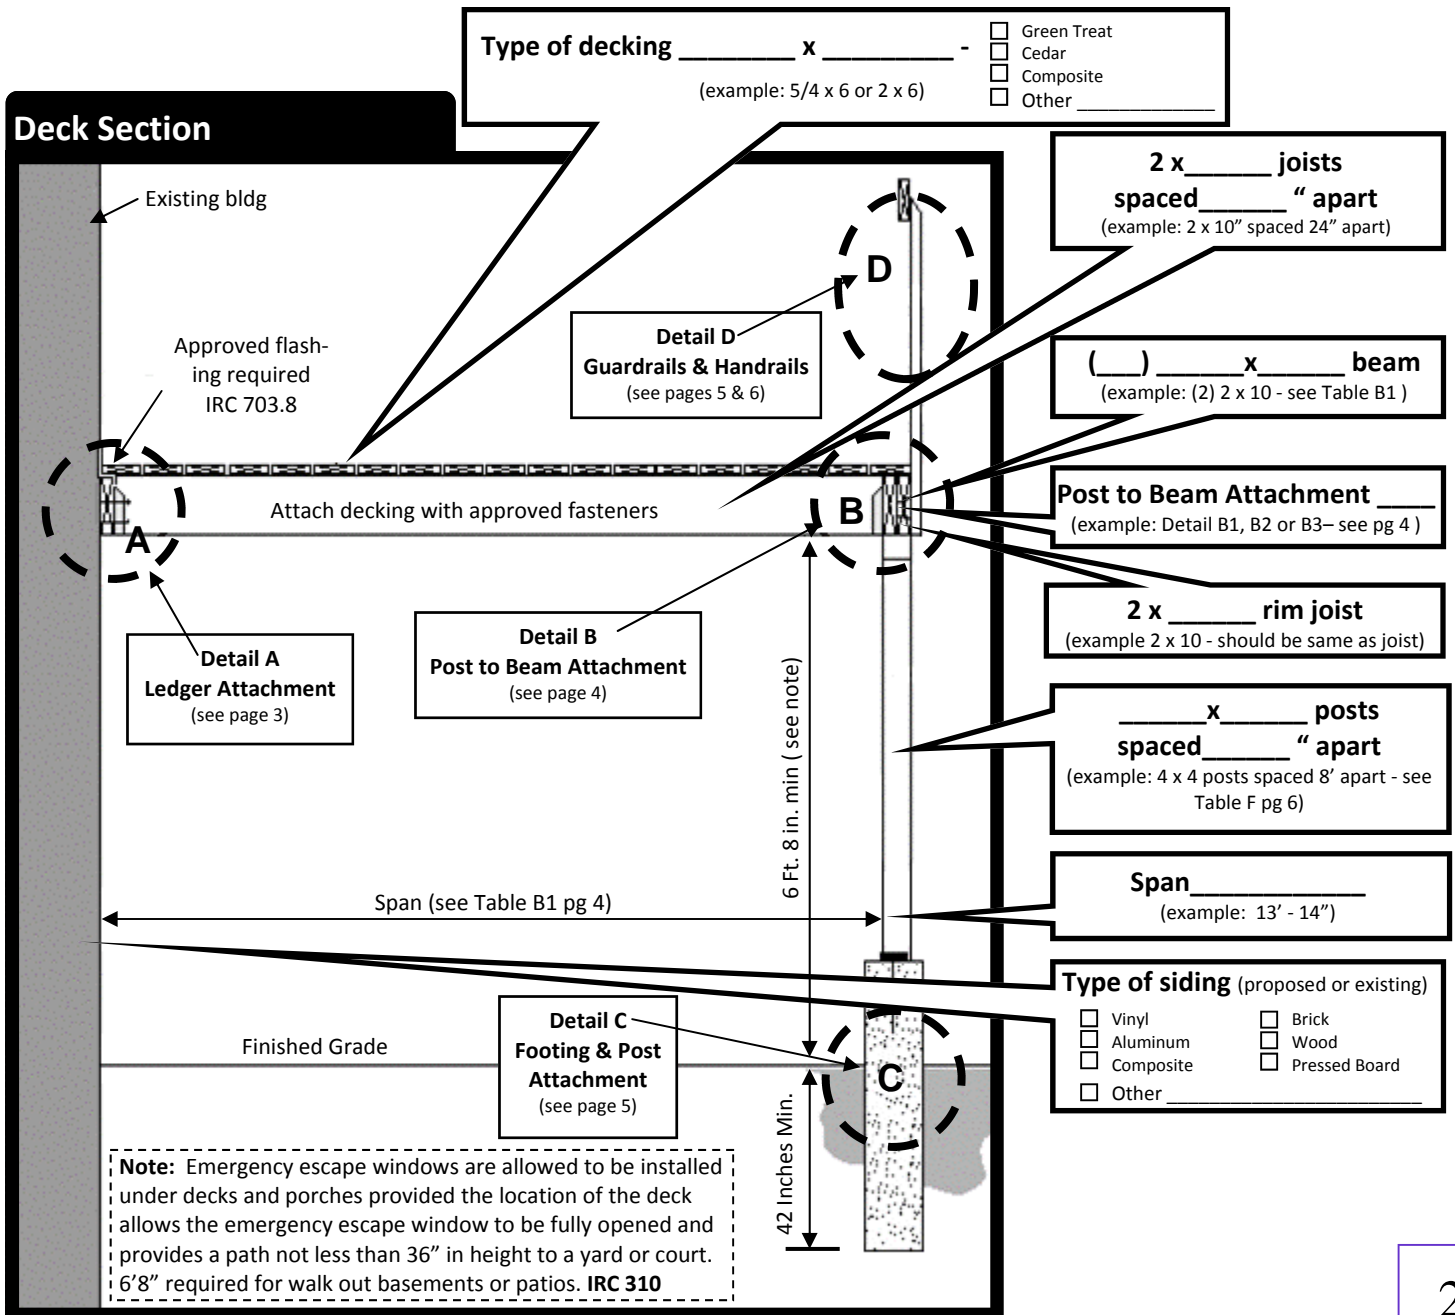 Type of decking ________ x _________ -
(example: 5/4 x 6 or 2 x 6)
☐ Green Treat
☐ Cedar
☐ Composite
☐ Other ______________
Deck Section
Existing bldg
2 x______ joists
spaced______ “ apart
(example: 2 x 10” spaced 24” apart)
D
Detail D
Guardrails & Handrails
(see pages 5 & 6)
Approved flash-
ing required
IRC 703.8
(___) ______x______ beam
(example: (2) 2 x 10 - see Table B1 )
Attach decking with approved fasteners
A
B
Post to Beam Attachment ____
(example: Detail B1, B2 or B3– see pg 4 )
2 x ______ rim joist
(example 2 x 10 - should be same as joist)
Detail A
Ledger Attachment
(see page 3)
Detail B
Post to Beam Attachment
(see page 4)
6 Ft. 8 in. min ( see note)
______x______ posts
spaced______ “ apart
(example: 4 x 4 posts spaced 8’ apart - see
Table F pg 6)
Span (see Table B1 pg 4)
Span____________
(example:  13’ - 14”)
Type of siding (proposed or existing)
☐ Vinyl
☐ Aluminum
☐ Composite
☐ Brick
☐ Wood
☐ Pressed Board
☐ Other _______________________
Finished Grade
Detail C
Footing & Post
Attachment
(see page 5)
C
42 Inches Min.
Note:  Emergency escape windows are allowed to be installed
under decks and porches provided the location of the deck
allows the emergency escape window to be fully opened and
provides a path not less than 36” in height to a yard or court.
6’8” required for walk out basements or patios. IRC 310
2